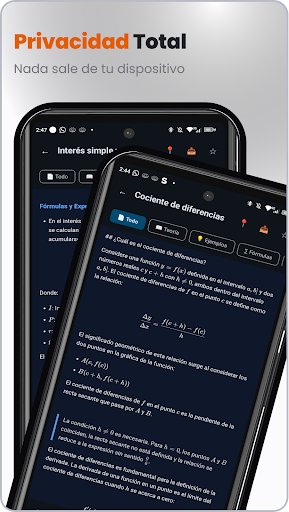 Privacidad Total
Nada sale de tu dispositivo
2:47
← Interés simple
Todo
Fórmulas y Expre
• En el interés
se calculan
acumular
Donde:
2:44
← Cociente de diferencias
Todo
Teoría
Ejemplos
Σ Fórmulas
## ¿Cuál es el cociente de diferencias?
Considere una función y = f(x) definida en el intervalo a, b] y dos
números reales c y c + h con h ≠ 0, ambos dentro del intervalo
a, b]. El cociente de diferencias de f en el punto c se define como
la relación:
Δy/Δx = (f(c + h) − f(c))/h
El significado geométrico de esta relación surge al considerar los
dos puntos en la gráfica de la función:
• A(c, f(c))
• B(c + h, f(c + h))
El cociente de diferencias de f en el punto c es la pendiente de la
recta secante que pasa por A y B.
La condición h ≠ 0 es necesaria. Para h = 0, los puntos A y B
coinciden, la recta secante no está definida y la relación se
reduce a la expresión sin sentido 0/0.
El cociente de diferencias es fundamental para la definición de la
derivada. La derivada de una función en un punto es el límite del
cociente de diferencias cuando h se acerca a cero: